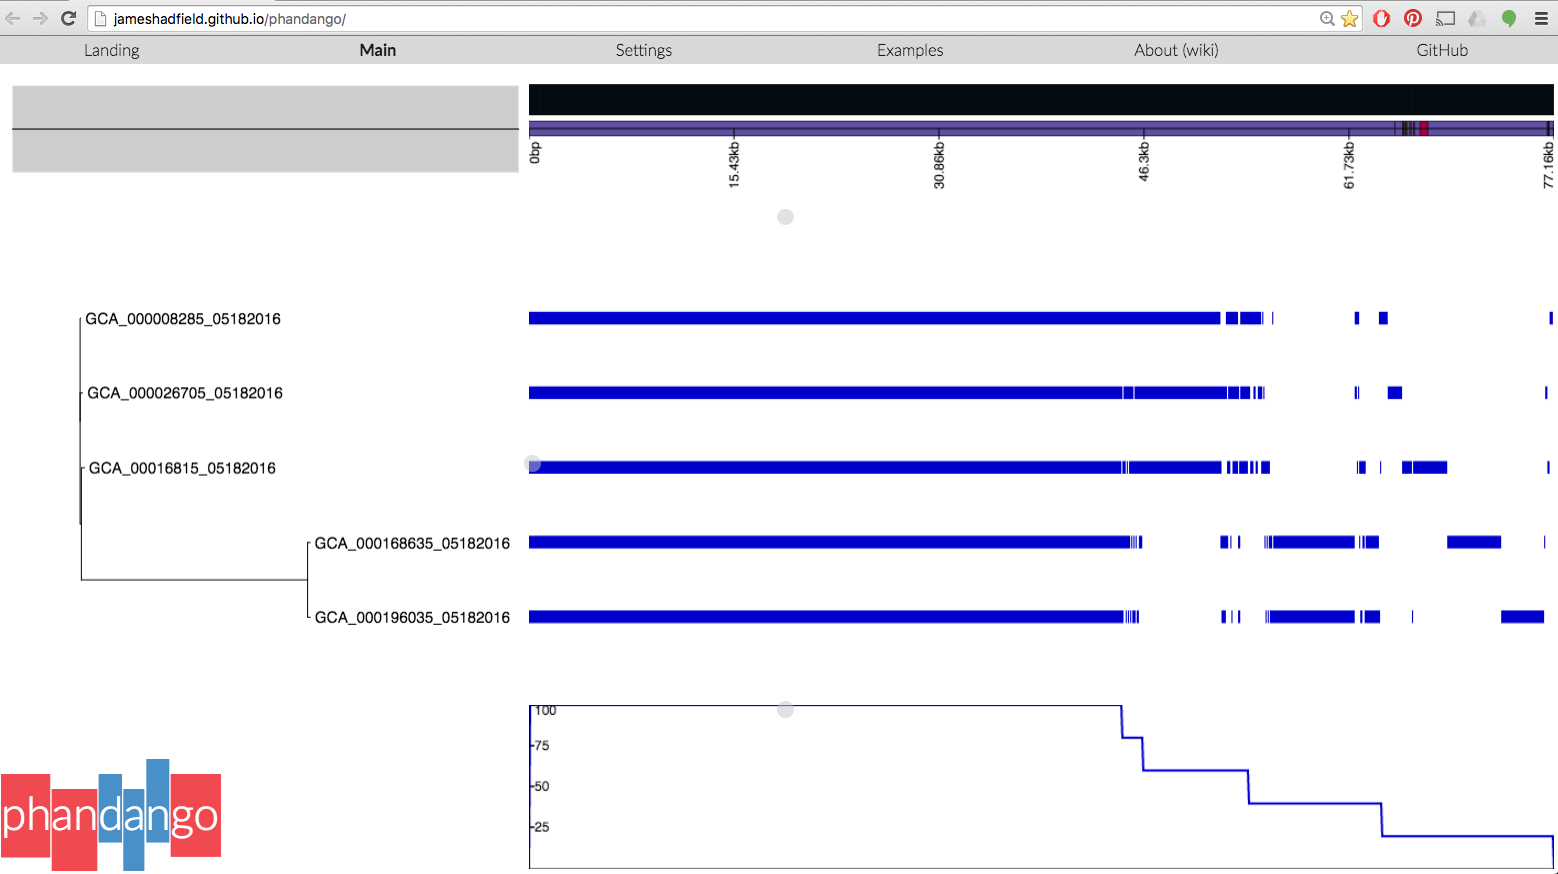 jameshadfield.github.io/phandango/
Landing Main Settings Examples About (wiki) GitHub
0bp 15.43kb 30.86kb 46.3kb 61.73kb 77.16kb
GCA_000008285_05182016
GCA_000026705_05182016
GCA_00016815_05182016
GCA_000168635_05182016
GCA_000196035_05182016
100
75
50
25
phandango